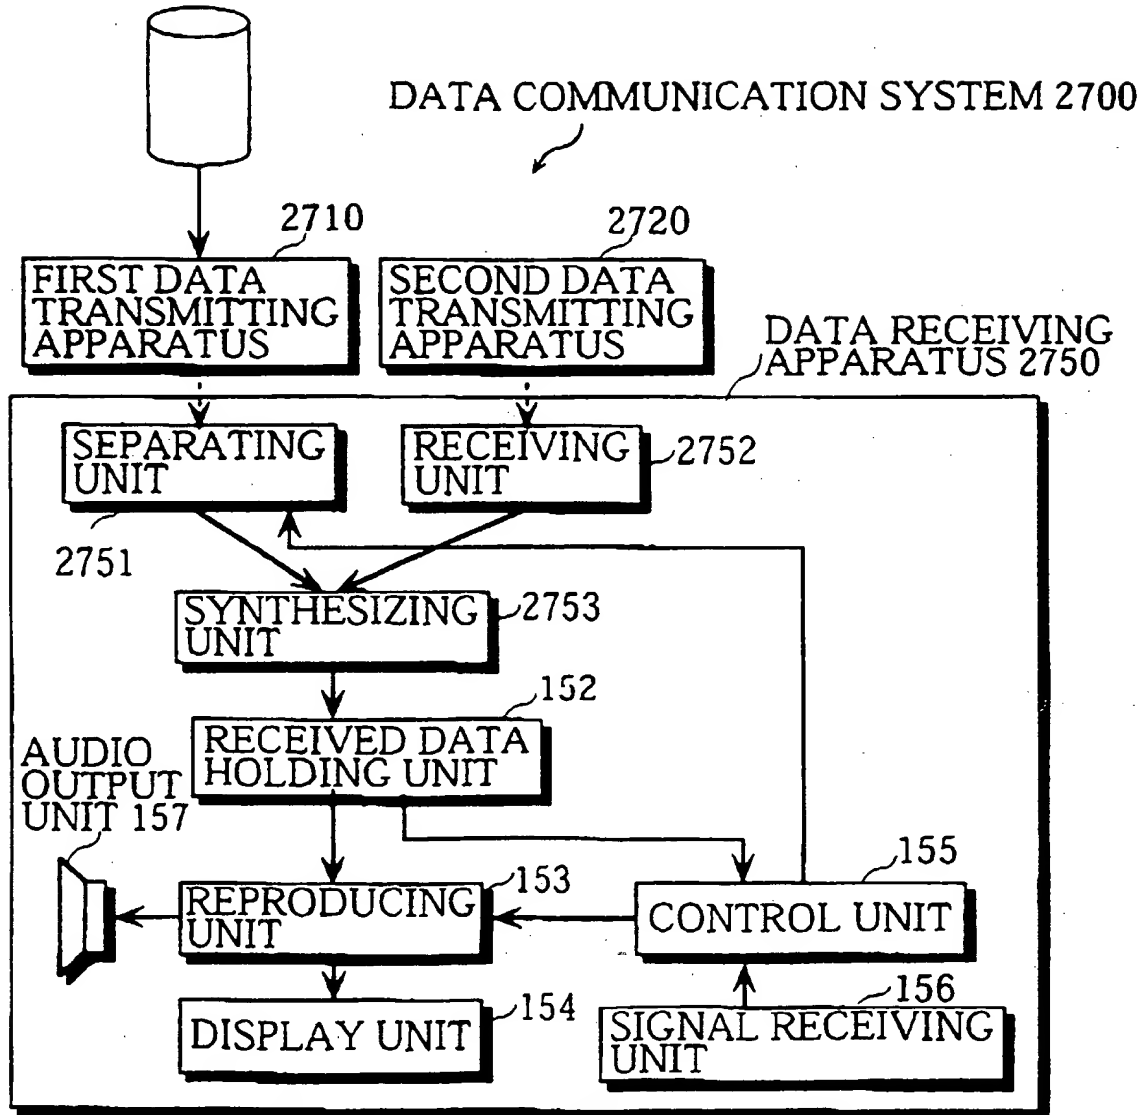 DATA COMMUNICATION SYSTEM 2700
2710
2720
FIRST DATA
TRANSMITTING
APPARATUS
SECOND DATA
TRANSMITTING
APPARATUS
DATA RECEIVING
APPARATUS 2750
SEPARATING
UNIT
RECEIVING
UNIT
2752
2751
SYNTHESIZING
UNIT
2753
152
RECEIVED DATA
HOLDING UNIT
AUDIO
OUTPUT
UNIT 157
153
155
REPRODUCING
UNIT
CONTROL UNIT
154
156
DISPLAY UNIT
SIGNAL RECEIVING
UNIT